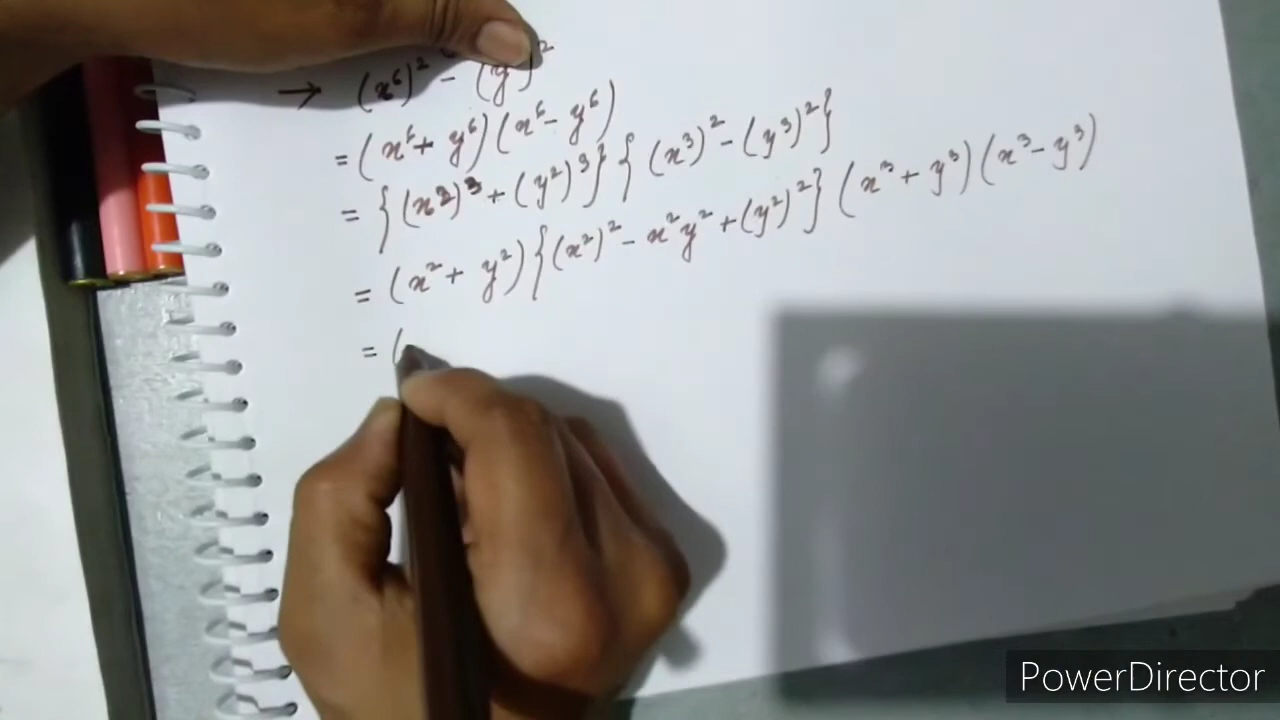 → (x⁶)² - (y )²
= (x⁶ + y⁶)(x⁶ - y⁶)
= {(x²)³ + (y²)³}{(x³)² - (y³)²}
= (x² + y²){(x²)² - x²y² + (y²)²}(x³ + y³)(x³ - y³)
= (
PowerDirector